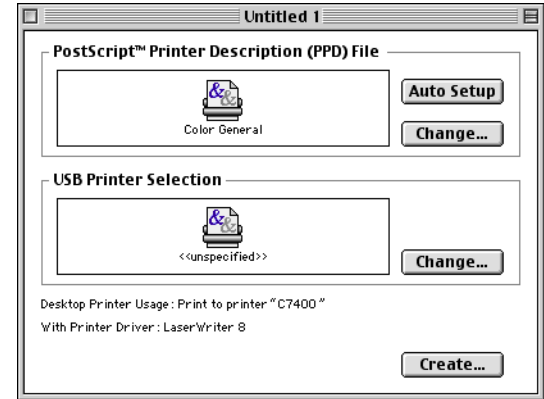 Untitled 1
PostScript™ Printer Description (PPD) File
Auto Setup
Color General
Change...
USB Printer Selection
<<unspecified>>
Change...
Desktop Printer Usage: Print to printer “C7400 ”
With Printer Driver: LaserWriter 8
Create...